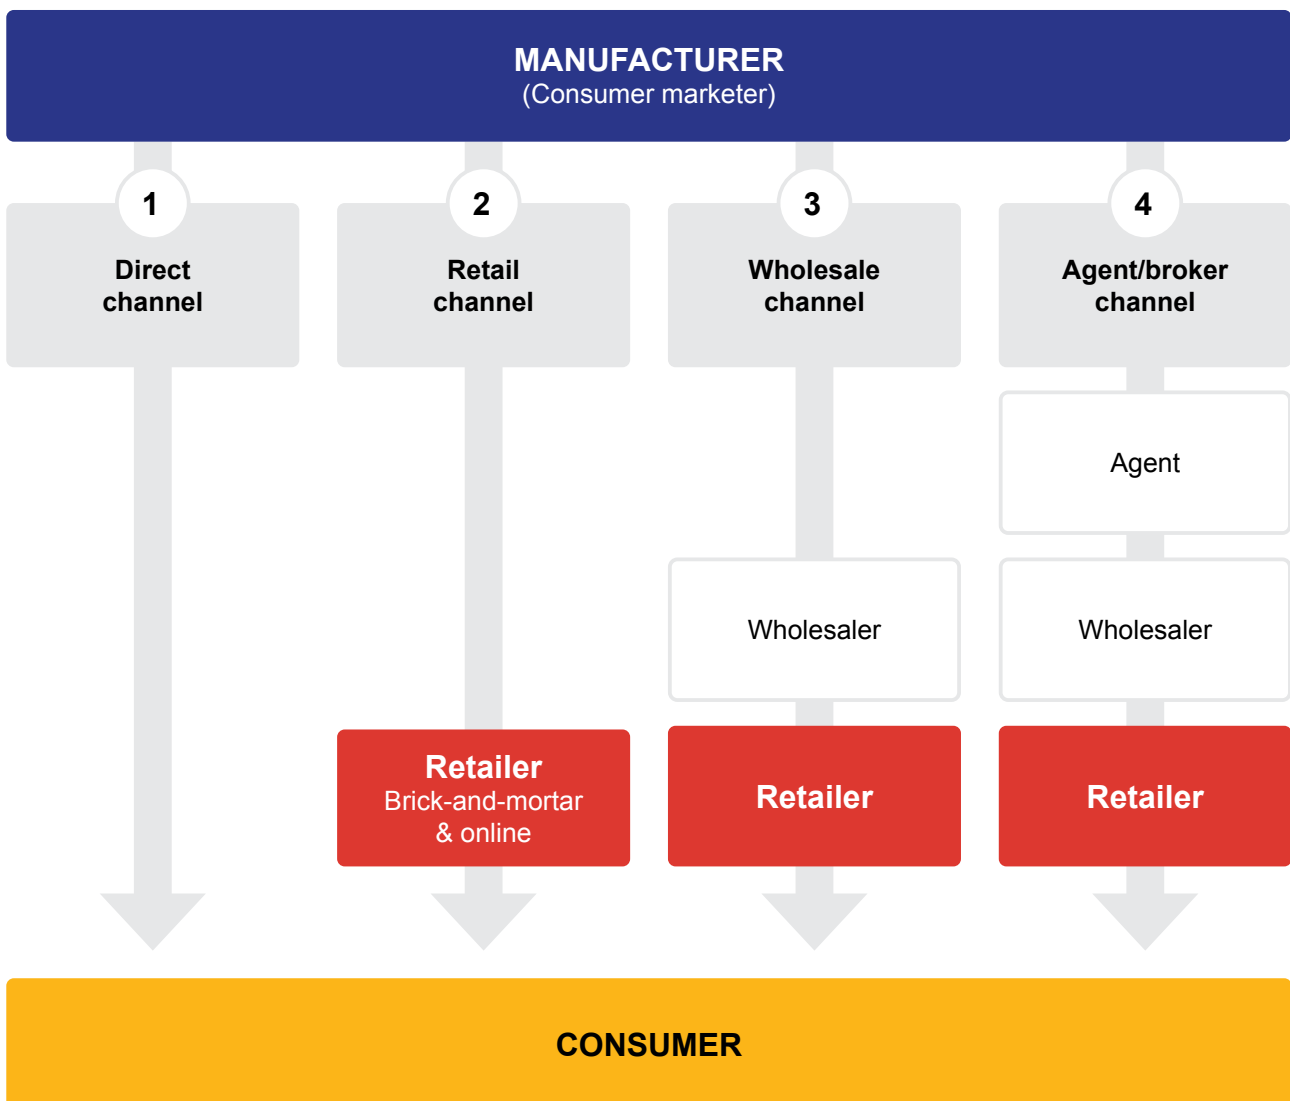 MANUFACTURER
(Consumer marketer)
1
Direct
channel
2
Retail
channel
3
Wholesale
channel
4
Agent/broker
channel
Agent
Wholesaler
Wholesaler
Retailer
Brick-and-mortar
& online
Retailer
Retailer
CONSUMER